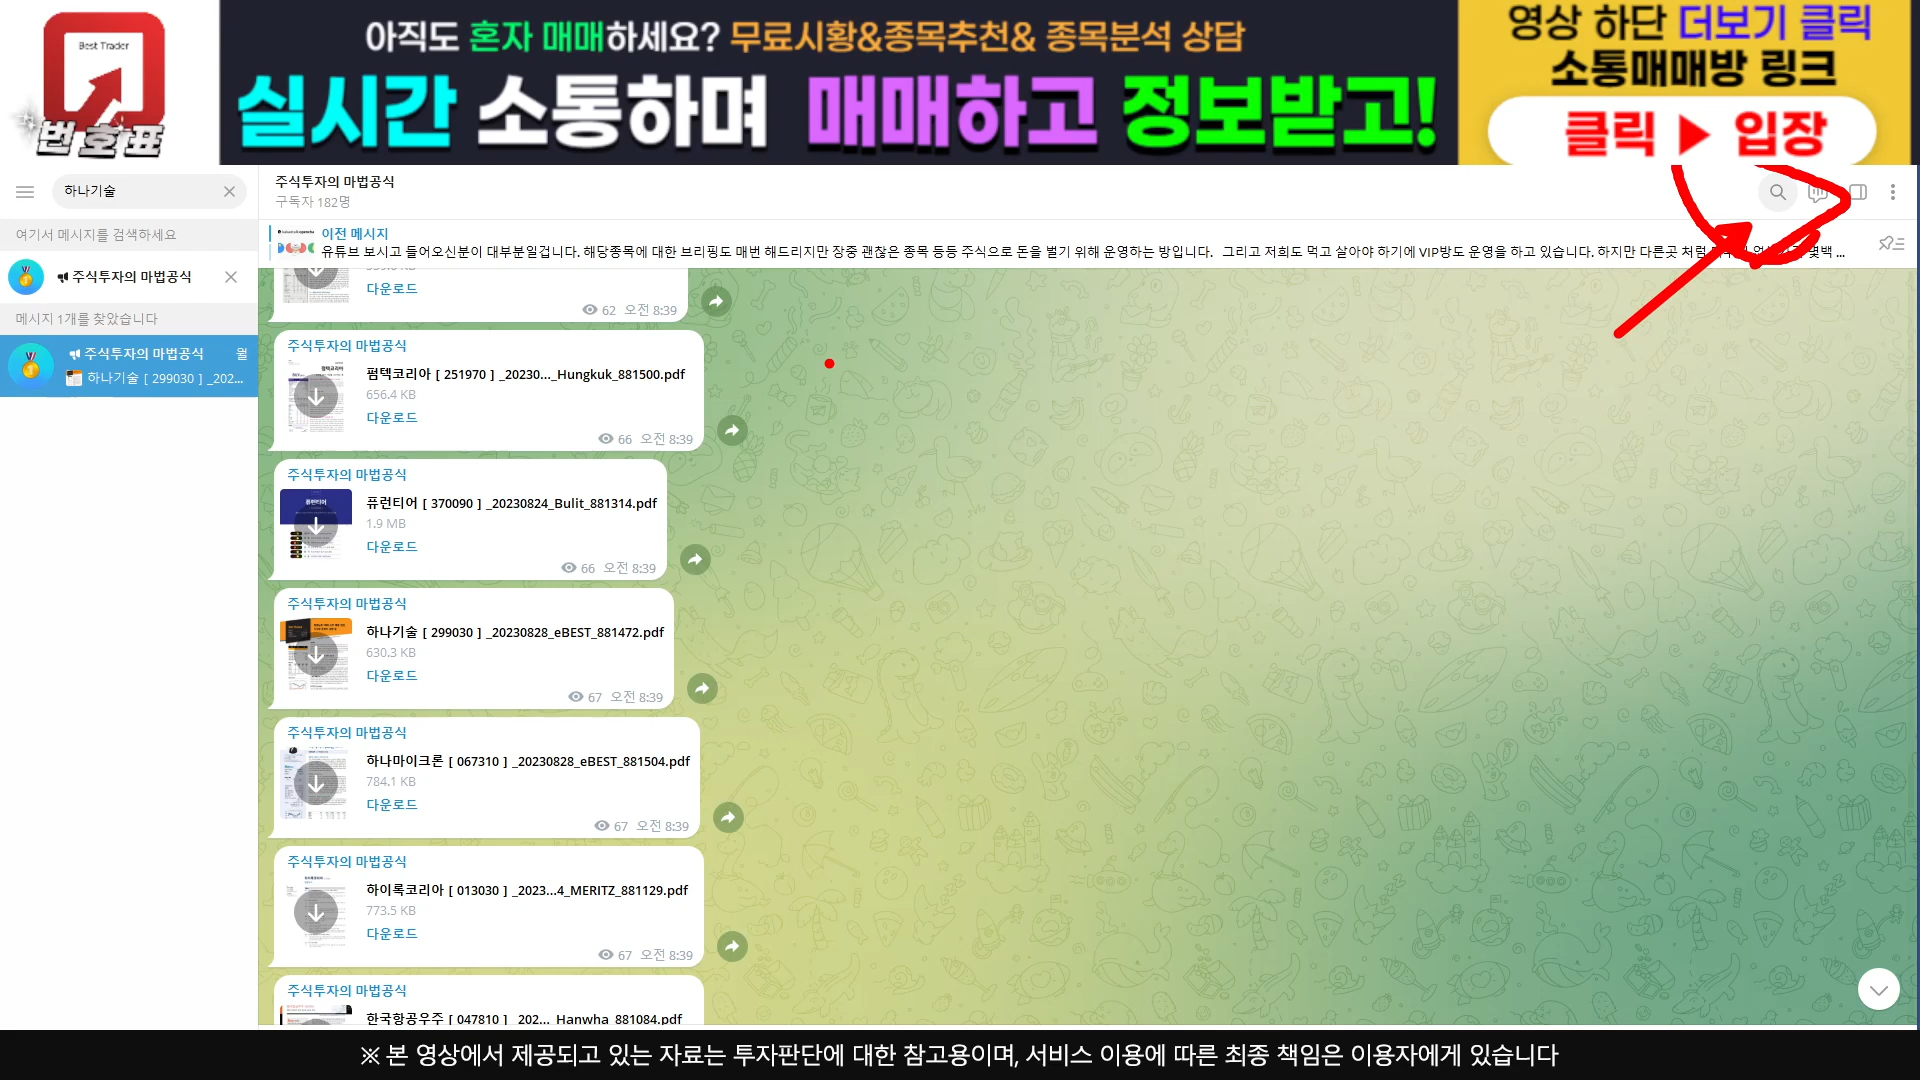 Best Trader
번호표
아직도 혼자 매매하세요? 무료시황&종목추천& 종목분석 상담
실시간 소통하며 매매하고 정보받고!
영상 하단 더보기 클릭
소통매매방 링크
클릭 ▶ 입장
하나기술
여기서 메시지를 검색하세요
주식투자의 마법공식
메시지 1개를 찾았습니다
주식투자의 마법공식 월
하나기술 [ 299030 ] _202...
주식투자의 마법공식
구독자 182명
이전 메시지
유튜브 보시고 들어오신분이 대부분일겁니다. 해당종목에 대한 브리핑도 매번 해드리지만 장중 괜찮은 종목 등등 주식으로 돈을 벌기 위해 운영하는 방입니다. 그리고 저희도 먹고 살아야 하기에 VIP방도 운영을 하고 있습니다. 하지만 다른곳 처럼 몇백 ...
다운로드
62 오전 8:39
주식투자의 마법공식
펌텍코리아 [ 251970 ] _20230..._Hungkuk_881500.pdf
656.4 KB
다운로드
66 오전 8:39
주식투자의 마법공식
퓨런티어
퓨런티어 [ 370090 ] _20230824_Bulit_881314.pdf
1.9 MB
다운로드
66 오전 8:39
주식투자의 마법공식
하나기술 [ 299030 ] _20230828_eBEST_881472.pdf
630.3 KB
다운로드
67 오전 8:39
주식투자의 마법공식
하나마이크론 [ 067310 ] _20230828_eBEST_881504.pdf
784.1 KB
다운로드
67 오전 8:39
주식투자의 마법공식
하이록코리아 [ 013030 ] _2023...4_MERITZ_881129.pdf
773.5 KB
다운로드
67 오전 8:39
주식투자의 마법공식
한국항공우주 [ 047810 ] _202..._Hanwha_881084.pdf
※ 본 영상에서 제공되고 있는 자료는 투자판단에 대한 참고용이며, 서비스 이용에 따른 최종 책임은 이용자에게 있습니다